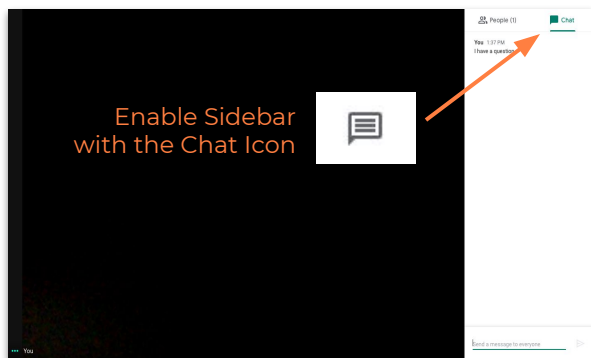 People (1)
Chat
You 1:37 PM
I have a question
Enable Sidebar
with the Chat Icon
You
Send a message to everyone